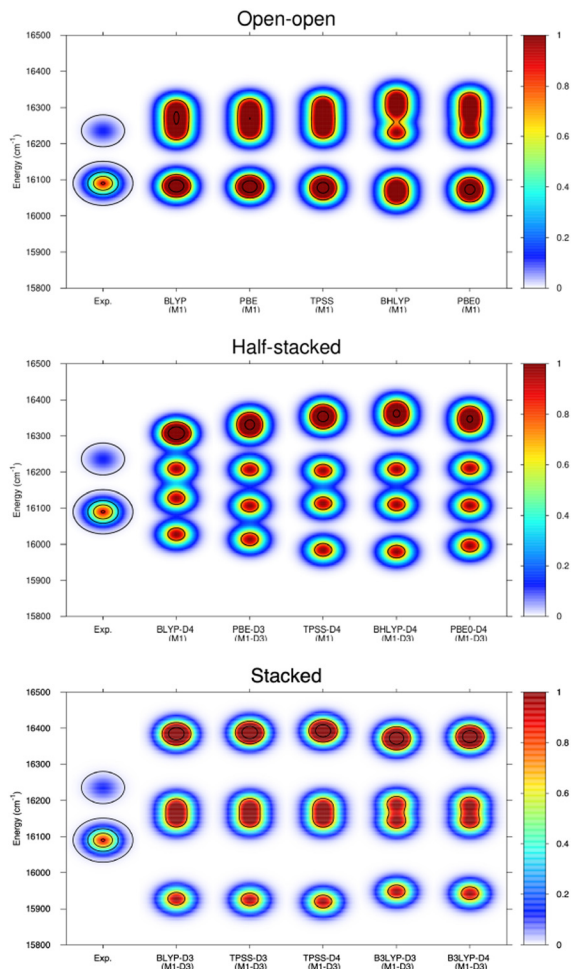 Open-open
16500
16400
16300
16200
16100
16000
15900
15800
Energy (cm⁻¹)
Exp.
BLYP
(M1)
PBE
(M1)
TPSS
(M1)
BHLYP
(M1)
PBE0
(M1)
1
0.8
0.6
0.4
0.2
0
Half-stacked
16500
16400
16300
16200
16100
16000
15900
15800
Energy (cm⁻¹)
Exp.
BLYP-D4
(M1)
PBE-D3
(M1-D3)
TPSS-D4
(M1)
BHLYP-D4
(M1-D3)
PBE0-D4
(M1-D3)
1
0.8
0.6
0.4
0.2
0
Stacked
16500
16400
16300
16200
16100
16000
15900
15800
Energy (cm⁻¹)
Exp.
BLYP-D3
(M1-D3)
TPSS-D3
(M1-D3)
TPSS-D4
(M1-D3)
B3LYP-D3
(M1-D3)
B3LYP-D4
(M1-D3)
1
0.8
0.6
0.4
0.2
0